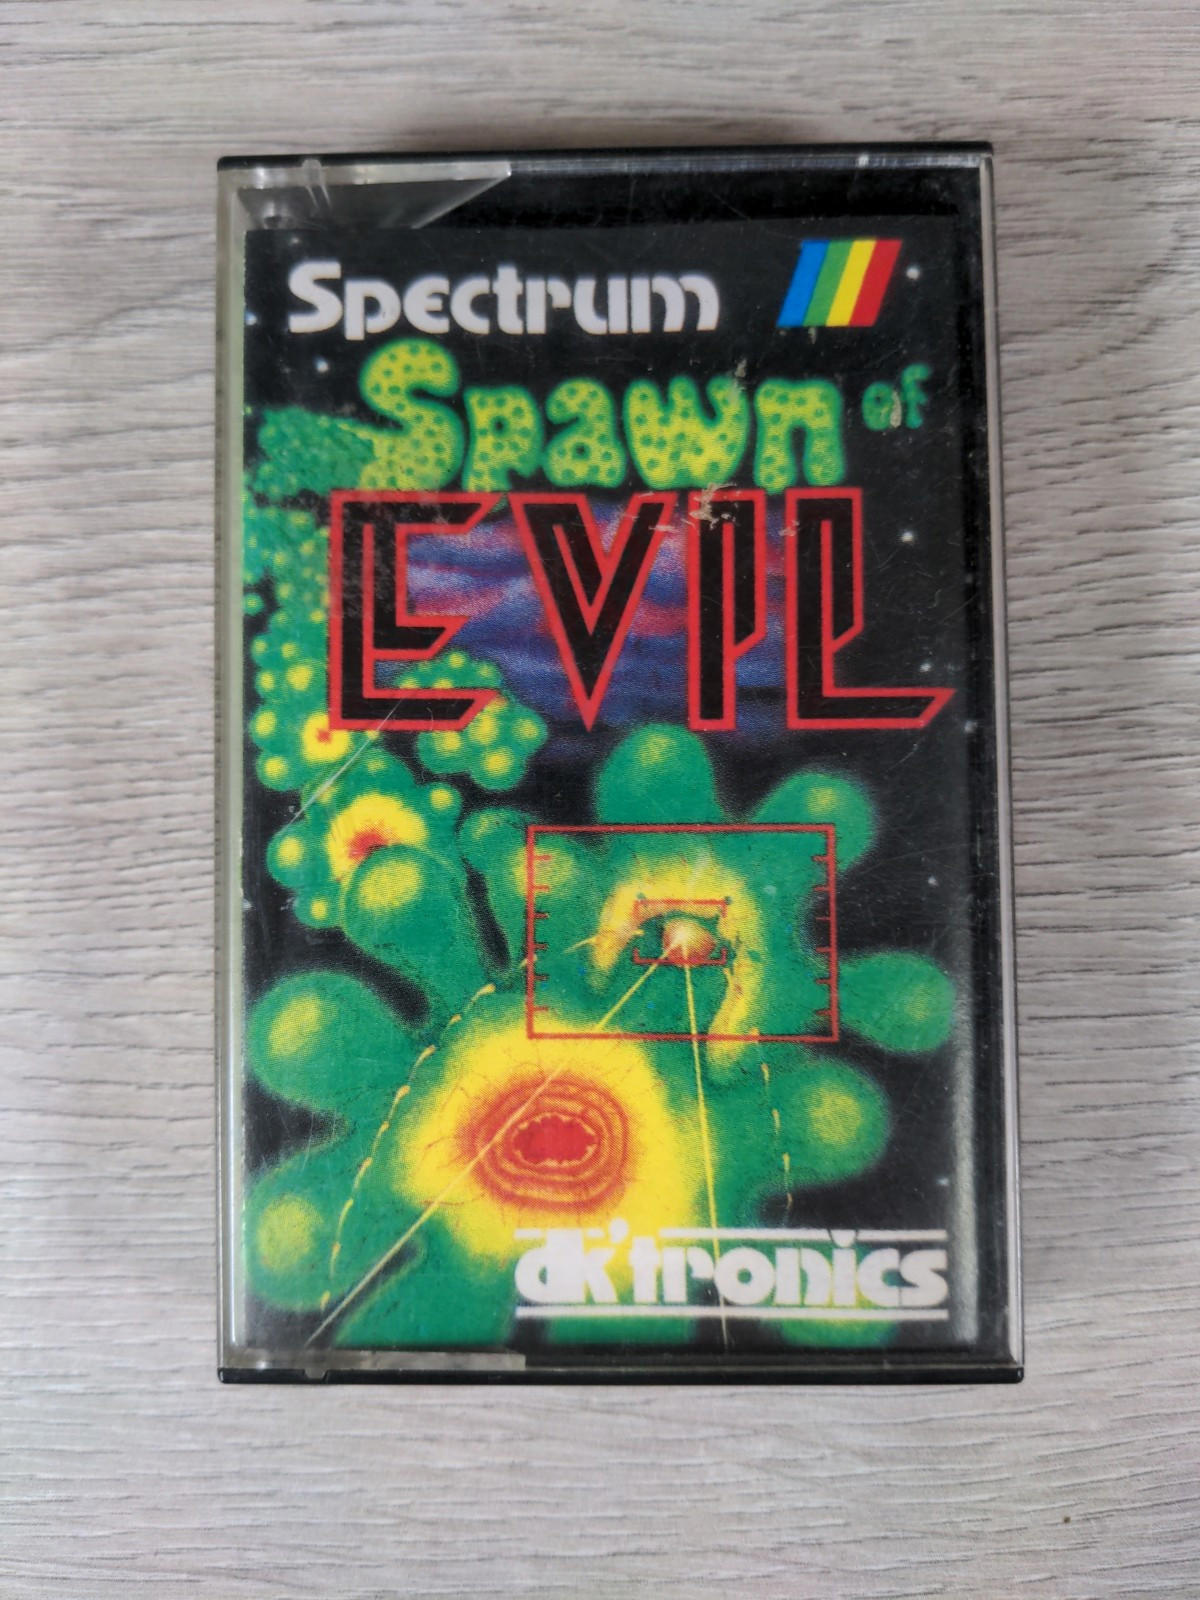 Spectrum
Spawn of
EVIL
dk'tronics